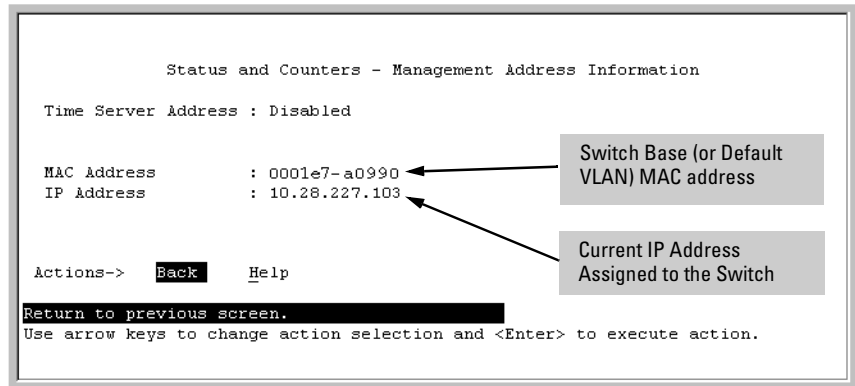 Status and Counters - Management Address Information
Time Server Address : Disabled
MAC Address : 0001e7-a0990
IP Address : 10.28.227.103
Switch Base (or Default
VLAN) MAC address
Current IP Address
Assigned to the Switch
Actions-> Back Help
Return to previous screen.
Use arrow keys to change action selection and <Enter> to execute action.